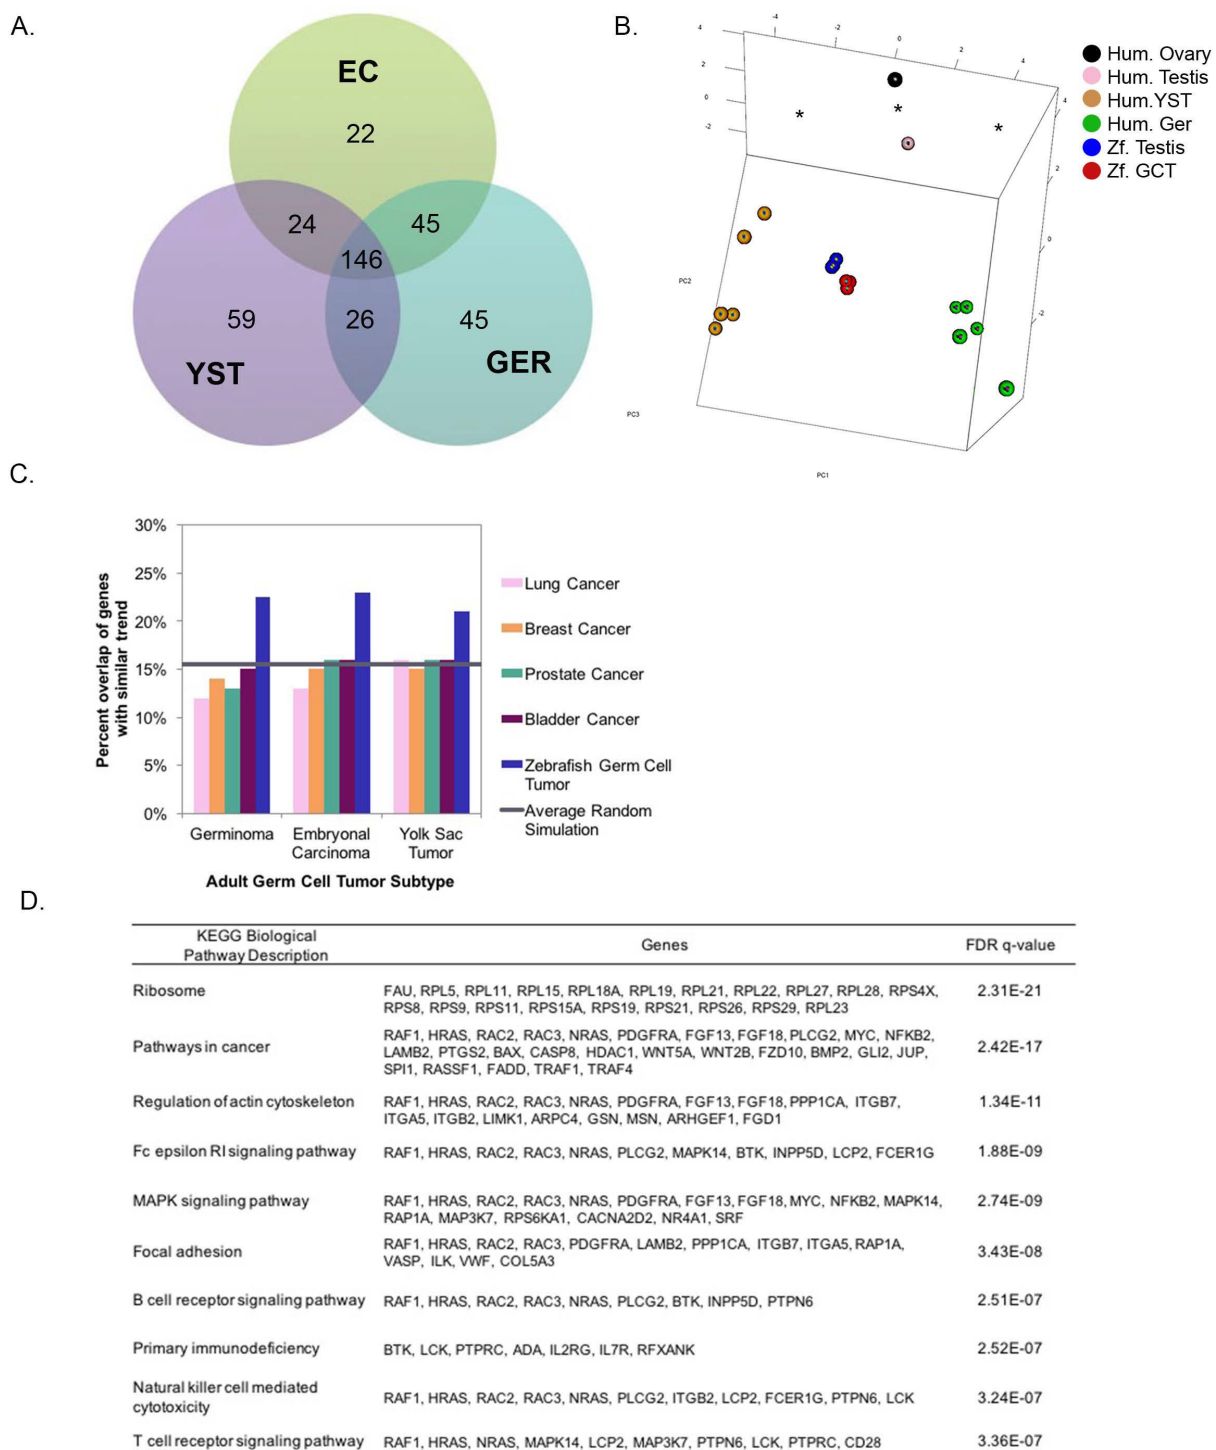 A.
EC
22
24
45
146
59
26
45
YST
GER
B.
-4
-2
0
2
4
4
2
0
-2
4
2
0
-2
*
*
*
PC2
PC3
PC1
Hum. Ovary
Hum. Testis
Hum.YST
Hum. Ger
Zf. Testis
Zf. GCT
C.
Percent overlap of genes
with similar trend
30%
25%
20%
15%
10%
5%
0%
Germinoma
Embryonal
Carcinoma
Yolk Sac
Tumor
Adult Germ Cell Tumor Subtype
Lung Cancer
Breast Cancer
Prostate Cancer
Bladder Cancer
Zebrafish Germ Cell
Tumor
Average Random
Simulation
D.
KEGG Biological
Pathway Description
Genes
FDR q-value
Ribosome
FAU, RPL5, RPL11, RPL15, RPL18A, RPL19, RPL21, RPL22, RPL27, RPL28, RPS4X,
RPS8, RPS9, RPS11, RPS15A, RPS19, RPS21, RPS26, RPS29, RPL23
2.31E-21
Pathways in cancer
RAF1, HRAS, RAC2, RAC3, NRAS, PDGFRA, FGF13, FGF18, PLCG2, MYC, NFKB2,
LAMB2, PTGS2, BAX, CASP8, HDAC1, WNT5A, WNT2B, FZD10, BMP2, GLI2, JUP,
SPI1, RASSF1, FADD, TRAF1, TRAF4
2.42E-17
Regulation of actin cytoskeleton
RAF1, HRAS, RAC2, RAC3, NRAS, PDGFRA, FGF13, FGF18, PPP1CA, ITGB7,
ITGA5, ITGB2, LIMK1, ARPC4, GSN, MSN, ARHGEF1, FGD1
1.34E-11
Fc epsilon RI signaling pathway
RAF1, HRAS, RAC2, RAC3, NRAS, PLCG2, MAPK14, BTK, INPP5D, LCP2, FCER1G
1.88E-09
MAPK signaling pathway
RAF1, HRAS, RAC2, RAC3, NRAS, PDGFRA, FGF13, FGF18, MYC, NFKB2, MAPK14,
RAP1A, MAP3K7, RPS6KA1, CACNA2D2, NR4A1, SRF
2.74E-09
Focal adhesion
RAF1, HRAS, RAC2, RAC3, PDGFRA, LAMB2, PPP1CA, ITGB7, ITGA5, RAP1A,
VASP, ILK, VWF, COL5A3
3.43E-08
B cell receptor signaling pathway
RAF1, HRAS, RAC2, RAC3, NRAS, PLCG2, BTK, INPP5D, PTPN6
2.51E-07
Primary immunodeficiency
BTK, LCK, PTPRC, ADA, IL2RG, IL7R, RFXANK
2.52E-07
Natural killer cell mediated
cytotoxicity
RAF1, HRAS, RAC2, RAC3, NRAS, PLCG2, ITGB2, LCP2, FCER1G, PTPN6, LCK
3.24E-07
T cell receptor signaling pathway
RAF1, HRAS, NRAS, MAPK14, LCP2, MAP3K7, PTPN6, LCK, PTPRC, CD28
3.36E-07